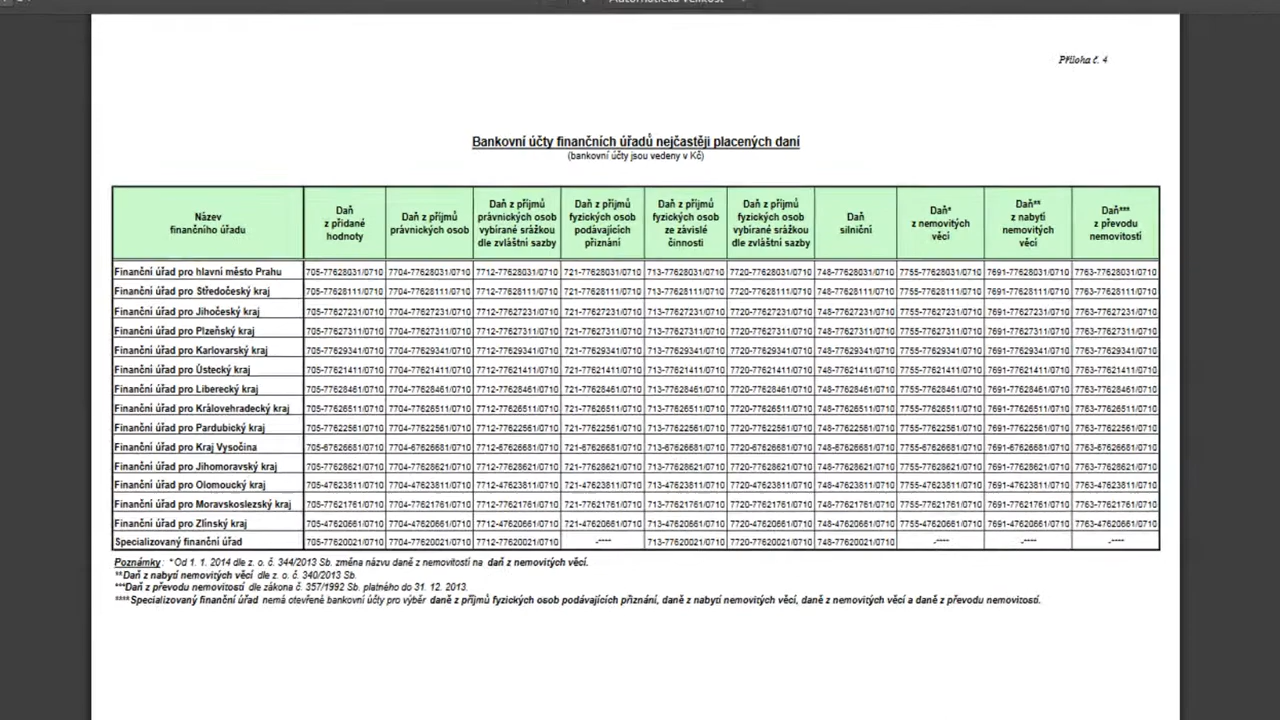 Příloha č. 4
Bankovní účty finančních úřadů nejčastěji placených daní
(bankovní účty jsou vedeny v Kč)
Název finančního úřadu Daň z přidané hodnoty Daň z příjmů právnických osob Daň z příjmů právnických osob vybírané srážkou dle zvláštní sazby Daň z příjmů fyzických osob podávajících přiznání Daň z příjmů fyzických osob ze závislé činnosti Daň z příjmů fyzických osob vybírané srážkou dle zvláštní sazby Daň silniční Daň* z nemovitých věcí Daň** z nabytí nemovitých věcí Daň*** z převodu nemovitostí
Finanční úřad pro hlavní město Prahu 705-77628031/0710 7704-77628031/0710 7712-77628031/0710 721-77628031/0710 713-77628031/0710 7720-77628031/0710 748-77628031/0710 7755-77628031/0710 7691-77628031/0710 7763-77628031/0710
Finanční úřad pro Středočeský kraj 705-77628111/0710 7704-77628111/0710 7712-77628111/0710 721-77628111/0710 713-77628111/0710 7720-77628111/0710 748-77628111/0710 7755-77628111/0710 7691-77628111/0710 7763-77628111/0710
Finanční úřad pro Jihočeský kraj 705-77627231/0710 7704-77627231/0710 7712-77627231/0710 721-77627231/0710 713-77627231/0710 7720-77627231/0710 748-77627231/0710 7755-77627231/0710 7691-77627231/0710 7763-77627231/0710
Finanční úřad pro Plzeňský kraj 705-77627311/0710 7704-77627311/0710 7712-77627311/0710 721-77627311/0710 713-77627311/0710 7720-77627311/0710 748-77627311/0710 7755-77627311/0710 7691-77627311/0710 7763-77627311/0710
Finanční úřad pro Karlovarský kraj 705-77629341/0710 7704-77629341/0710 7712-77629341/0710 721-77629341/0710 713-77629341/0710 7720-77629341/0710 748-77629341/0710 7755-77629341/0710 7691-77629341/0710 7763-77629341/0710
Finanční úřad pro Ústecký kraj 705-77621411/0710 7704-77621411/0710 7712-77621411/0710 721-77621411/0710 713-77621411/0710 7720-77621411/0710 748-77621411/0710 7755-77621411/0710 7691-77621411/0710 7763-77621411/0710
Finanční úřad pro Liberecký kraj 705-77628461/0710 7704-77628461/0710 7712-77628461/0710 721-77628461/0710 713-77628461/0710 7720-77628461/0710 748-77628461/0710 7755-77628461/0710 7691-77628461/0710 7763-77628461/0710
Finanční úřad pro Královehradecký kraj 705-77626511/0710 7704-77626511/0710 7712-77626511/0710 721-77626511/0710 713-77626511/0710 7720-77626511/0710 748-77626511/0710 7755-77626511/0710 7691-77626511/0710 7763-77626511/0710
Finanční úřad pro Pardubický kraj 705-77622561/0710 7704-77622561/0710 7712-77622561/0710 721-77622561/0710 713-77622561/0710 7720-77622561/0710 748-77622561/0710 7755-77622561/0710 7691-77622561/0710 7763-77622561/0710
Finanční úřad pro Kraj Vysočina 705-67626681/0710 7704-67626681/0710 7712-67626681/0710 721-67626681/0710 713-67626681/0710 7720-67626681/0710 748-67626681/0710 7755-67626681/0710 7691-67626681/0710 7763-67626681/0710
Finanční úřad pro Jihomoravský kraj 705-77628621/0710 7704-77628621/0710 7712-77628621/0710 721-77628621/0710 713-77628621/0710 7720-77628621/0710 748-77628621/0710 7755-77628621/0710 7691-77628621/0710 7763-77628621/0710
Finanční úřad pro Olomoucký kraj 705-47623811/0710 7704-47623811/0710 7712-47623811/0710 721-47623811/0710 713-47623811/0710 7720-47623811/0710 748-47623811/0710 7755-47623811/0710 7691-47623811/0710 7763-47623811/0710
Finanční úřad pro Moravskoslezský kraj 705-77621761/0710 7704-77621761/0710 7712-77621761/0710 721-77621761/0710 713-77621761/0710 7720-77621761/0710 748-77621761/0710 7755-77621761/0710 7691-77621761/0710 7763-77621761/0710
Finanční úřad pro Zlínský kraj 705-47620661/0710 7704-47620661/0710 7712-47620661/0710 721-47620661/0710 713-47620661/0710 7720-47620661/0710 748-47620661/0710 7755-47620661/0710 7691-47620661/0710 7763-47620661/0710
Specializovaný finanční úřad 705-77620021/0710 7704-77620021/0710 7712-77620021/0710 -.**** 713-77620021/0710 7720-77620021/0710 748-77620021/0710 -.**** -.**** -.****
Poznámky: *Od 1. 1. 2014 dle z. o. č. 344/2013 Sb. změna názvu daně z nemovitostí na daň z nemovitých věcí.
**Daň z nabytí nemovitých věcí dle z. o. č. 340/2013 Sb.
***Daň z převodu nemovitostí dle zákona č. 357/1992 Sb. platného do 31. 12. 2013.
****Specializovaný finanční úřad nemá otevřené bankovní účty pro výběr daně z příjmů fyzických osob podávajících přiznání, daně z nabytí nemovitých věcí, daně z nemovitých věcí a daně z převodu nemovitostí.